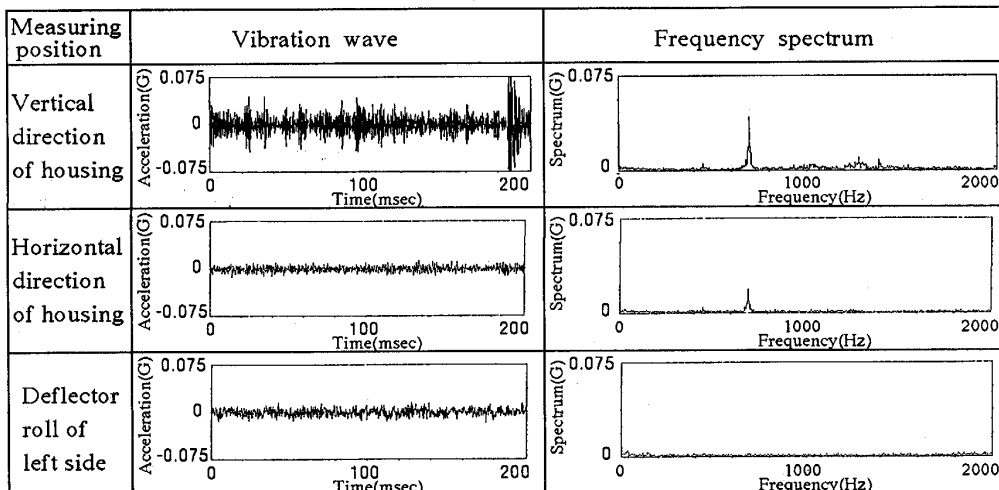 Measuring position
Vibration wave
Frequency spectrum
Vertical direction of housing
Acceleration(G)
0.075
0
-0.075
0
100
200
Time(msec)
Spectrum(G)
0.075
0
0
1000
2000
Frequency(Hz)
Horizontal direction of housing
Acceleration(G)
0.075
0
-0.075
0
100
200
Time(msec)
Spectrum(G)
0.075
0
0
1000
2000
Frequency(Hz)
Deflector roll of left side
Acceleration(G)
0.075
0
-0.075
0
100
200
Time(msec)
Spectrum(G)
0.075
0
0
1000
2000
Frequency(Hz)